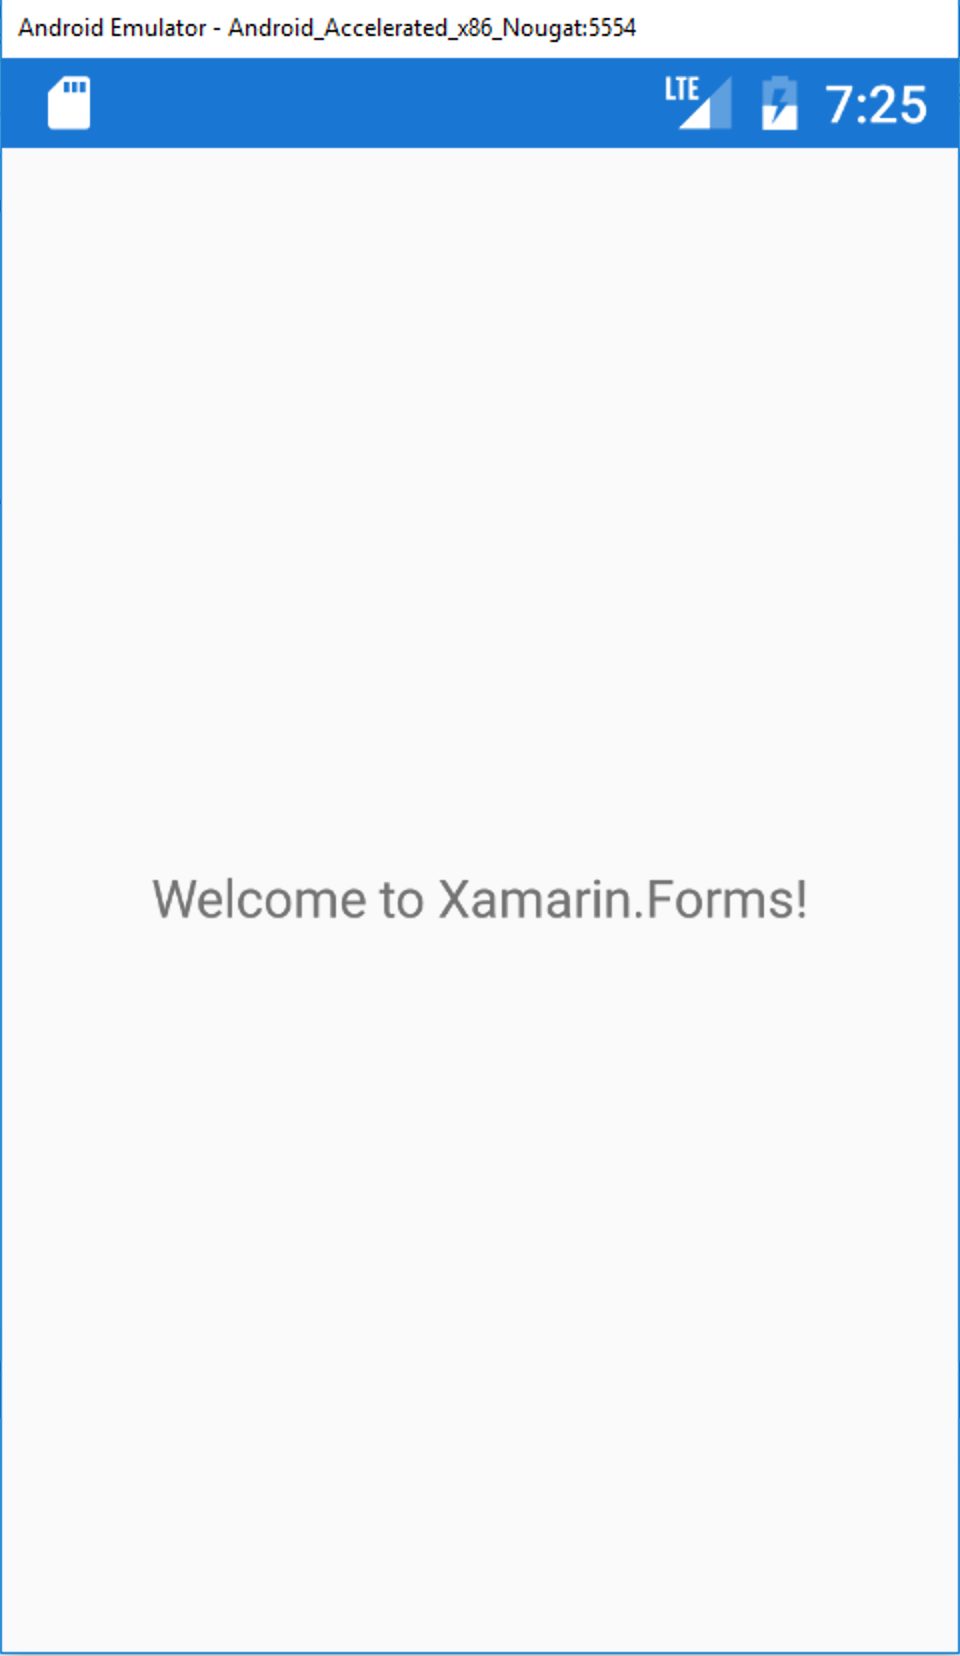 Android Emulator - Android_Accelerated_x86_Nougat:5554
LTE 7:25
Welcome to Xamarin.Forms!